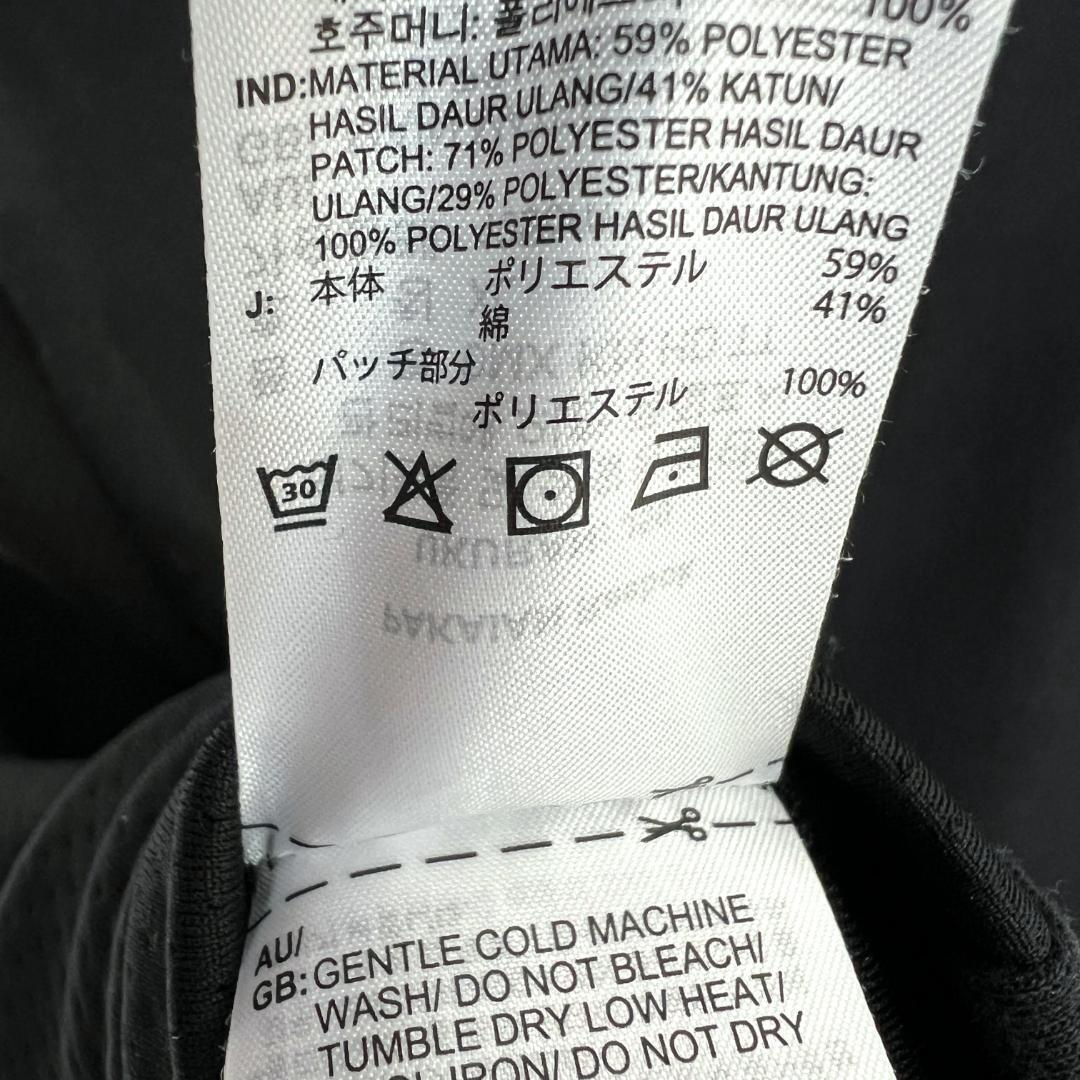 호주머니: 폴리에스터 100%
IND:MATERIAL UTAMA: 59% POLYESTER
HASIL DAUR ULANG/41% KATUN/
PATCH: 71% POLYESTER HASIL DAUR
ULANG/29% POLYESTER/KANTUNG:
100% POLYESTER HASIL DAUR ULANG
J: 本体 ポリエステル 59%
綿 41%
パッチ部分
ポリエステル 100%
30
AU/
GB: GENTLE COLD MACHINE
WASH/ DO NOT BLEACH/
TUMBLE DRY LOW HEAT/
IRON/ DO NOT DRY